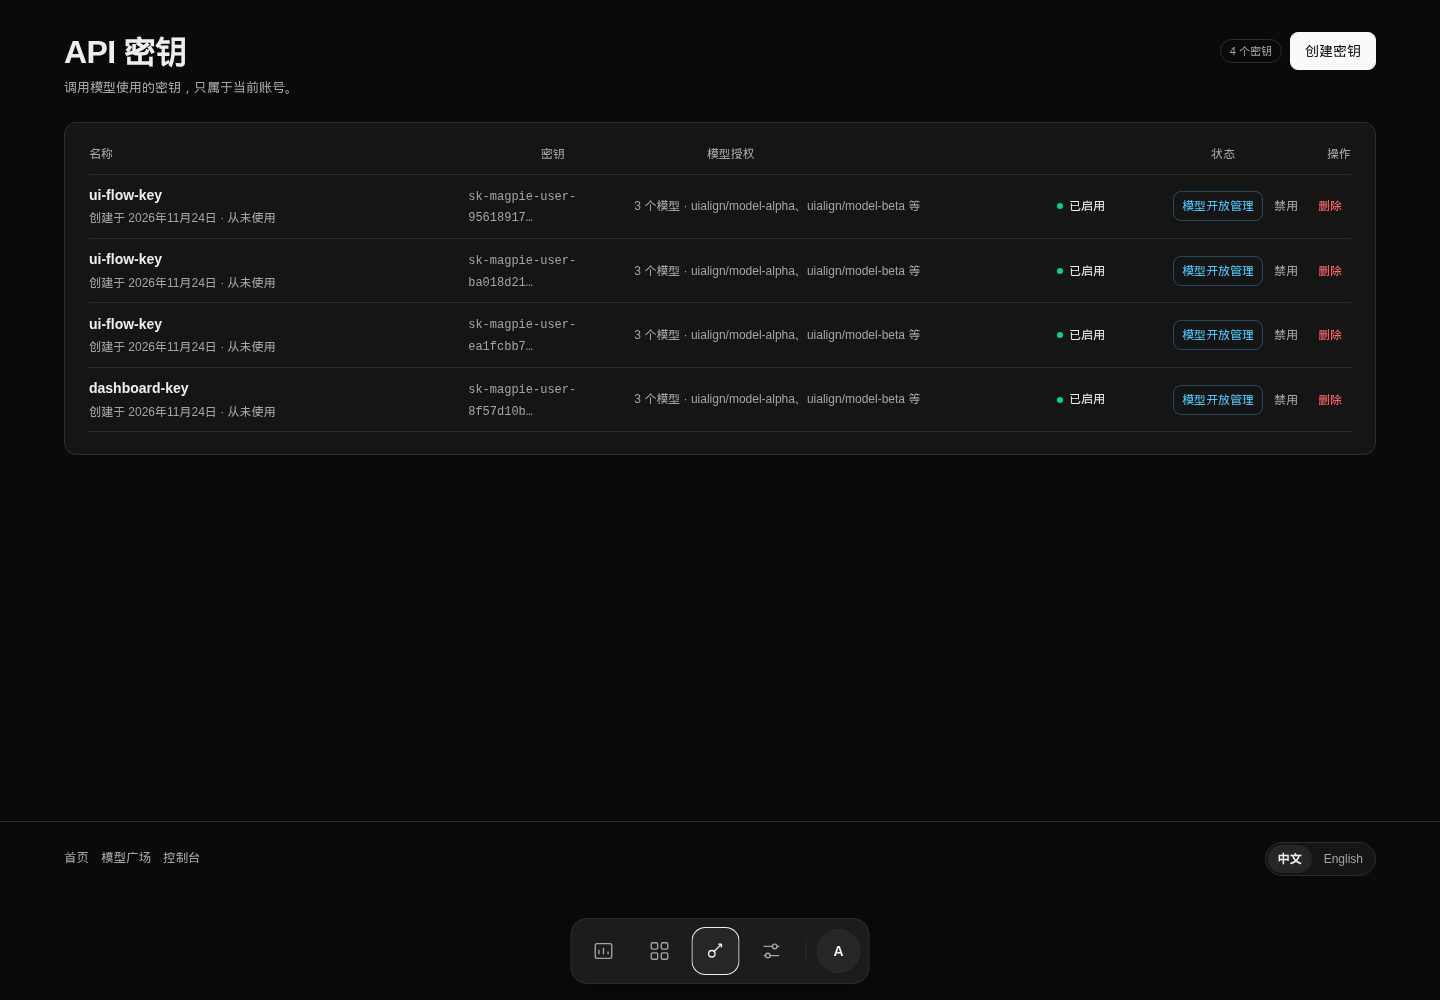 API 密钥
4 个密钥
创建密钥
调用模型使用的密钥，只属于当前账号。
名称 密钥 模型授权 状态 操作
ui-flow-key
创建于 2026年11月24日 · 从未使用
sk-magpie-user-
95618917…
3 个模型 · uialign/model-alpha、uialign/model-beta 等
已启用
模型开放管理 禁用 删除
ui-flow-key
创建于 2026年11月24日 · 从未使用
sk-magpie-user-
ba018d21…
3 个模型 · uialign/model-alpha、uialign/model-beta 等
已启用
模型开放管理 禁用 删除
ui-flow-key
创建于 2026年11月24日 · 从未使用
sk-magpie-user-
ea1fcbb7…
3 个模型 · uialign/model-alpha、uialign/model-beta 等
已启用
模型开放管理 禁用 删除
dashboard-key
创建于 2026年11月24日 · 从未使用
sk-magpie-user-
8f57d10b…
3 个模型 · uialign/model-alpha、uialign/model-beta 等
已启用
模型开放管理 禁用 删除
首页 模型广场 控制台
中文 English
A